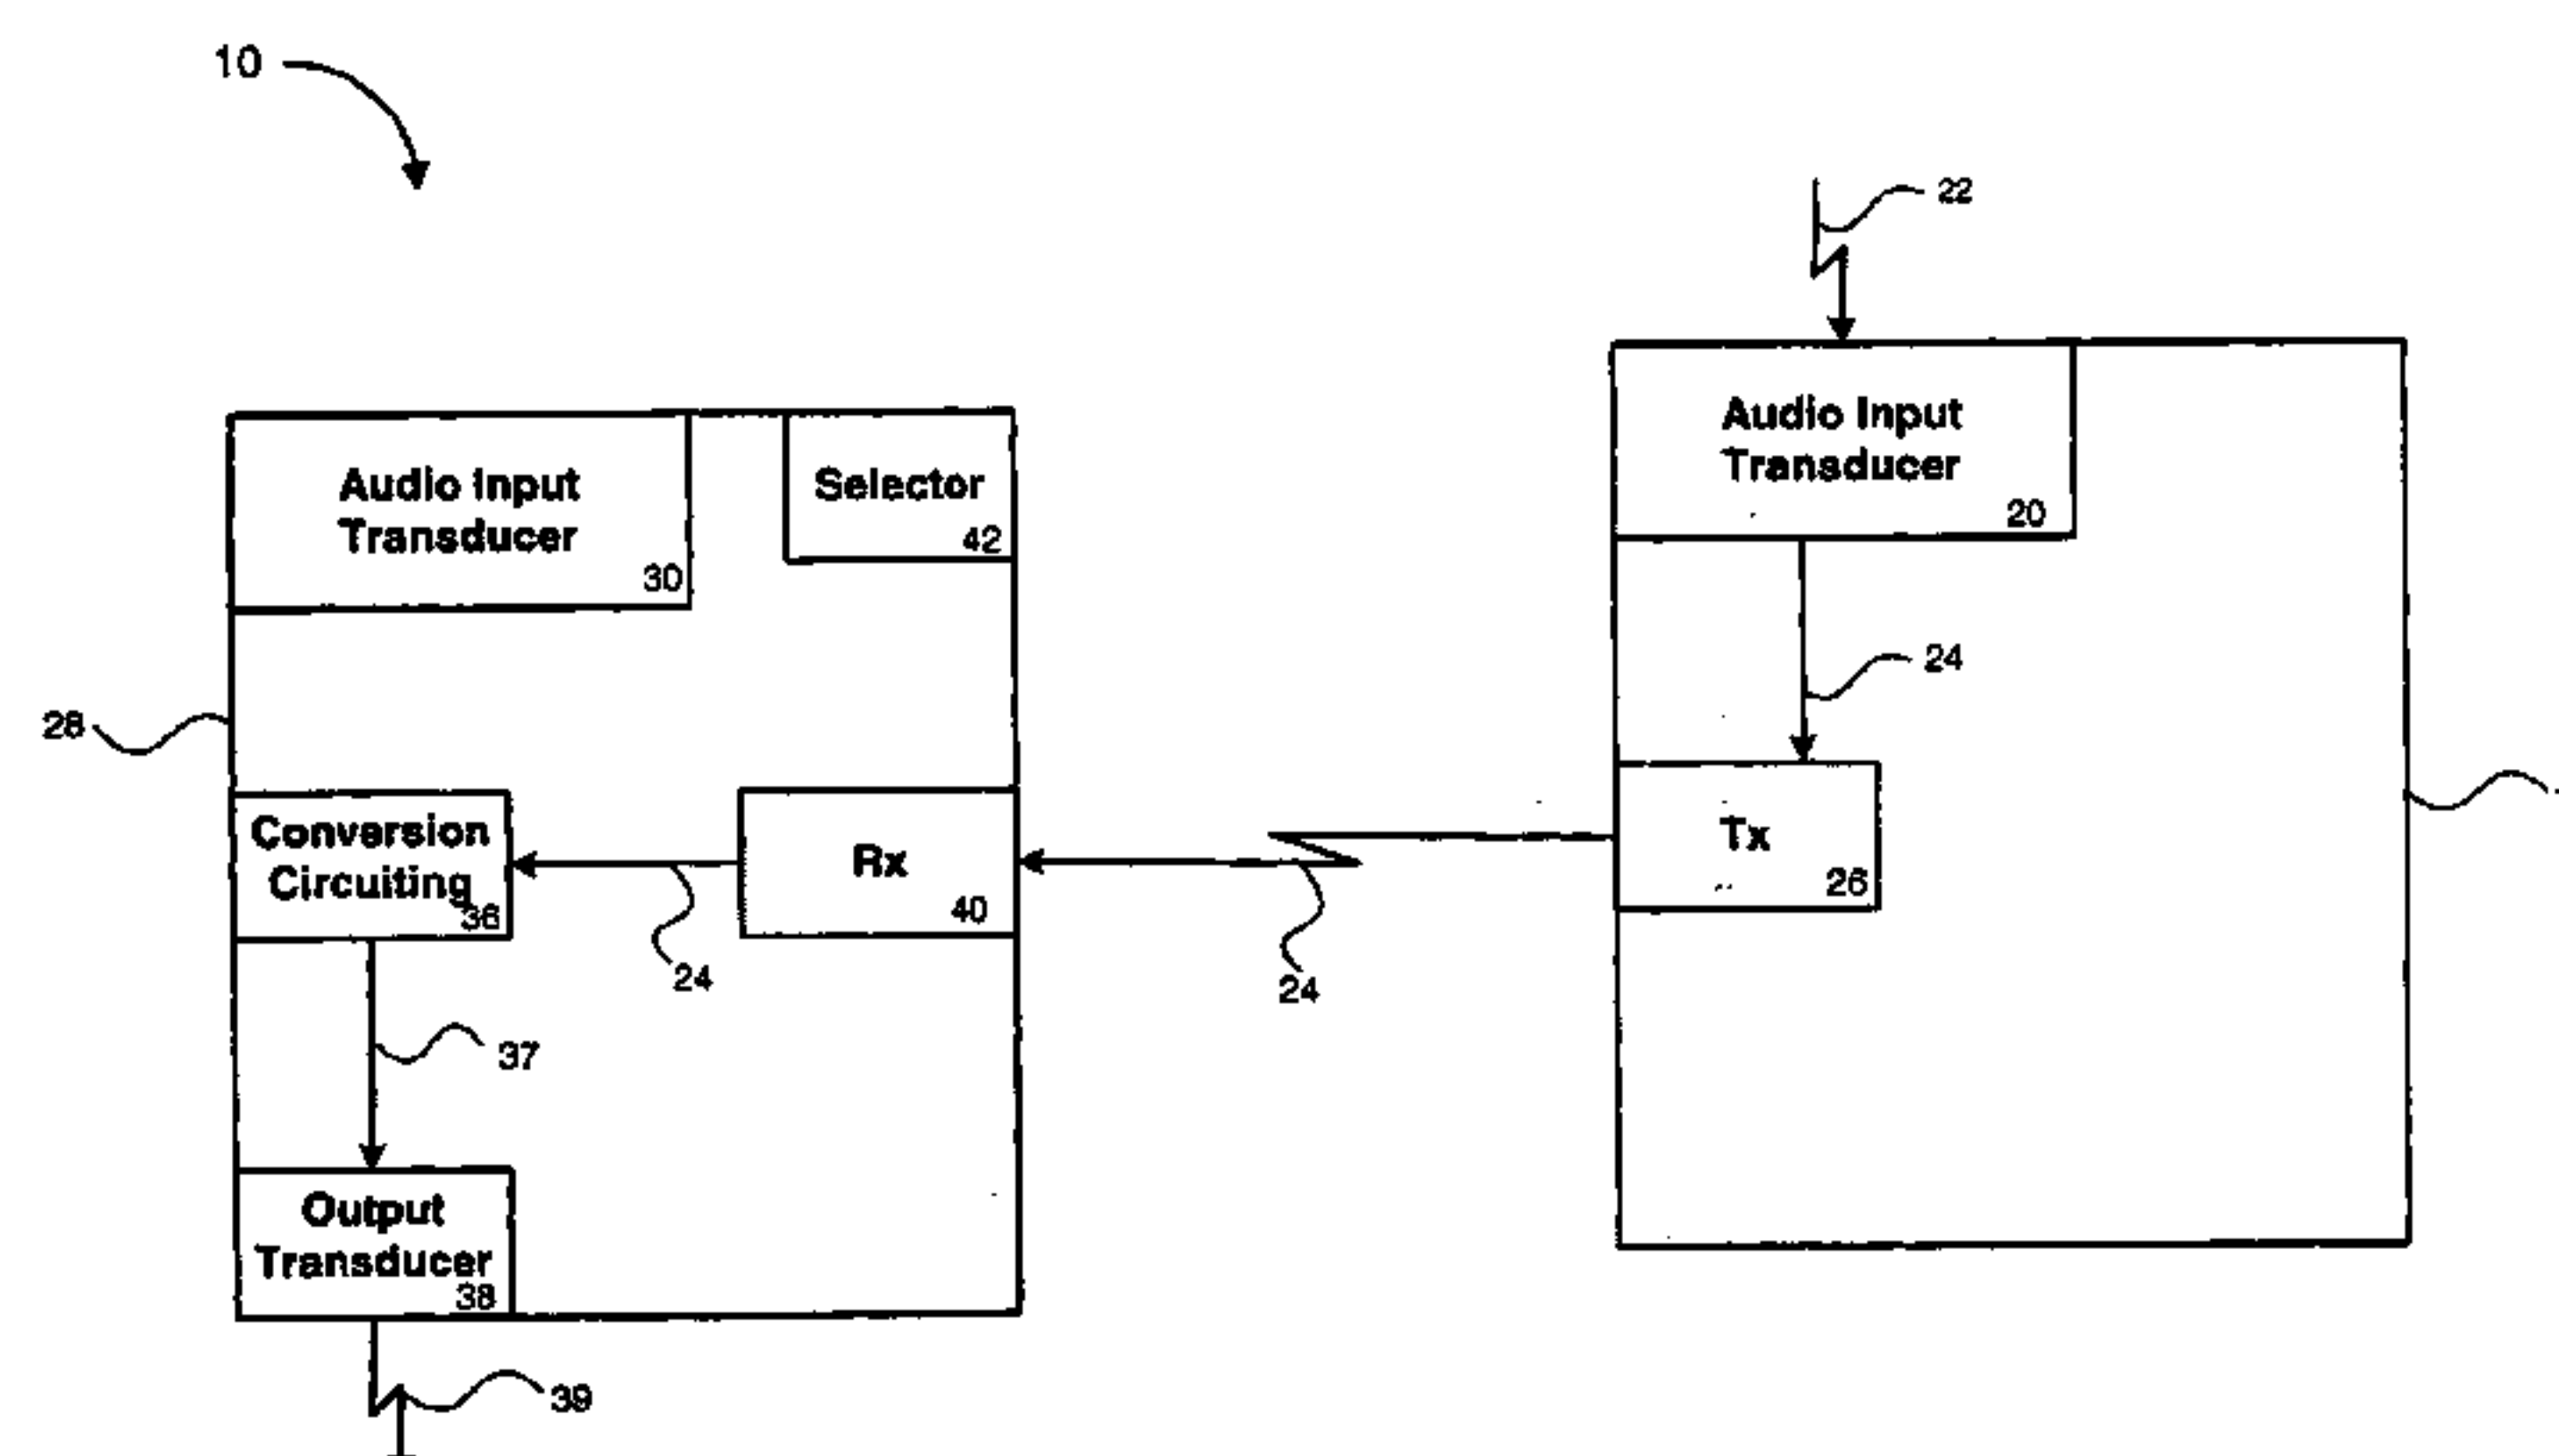 10
22
Audio Input
Transducer
20
Audio Input
Transducer
30
Selector
42
24
28
Conversion
Circuiting
36
Rx
40
Tx
26
24
24
37
Output
Transducer
38
39